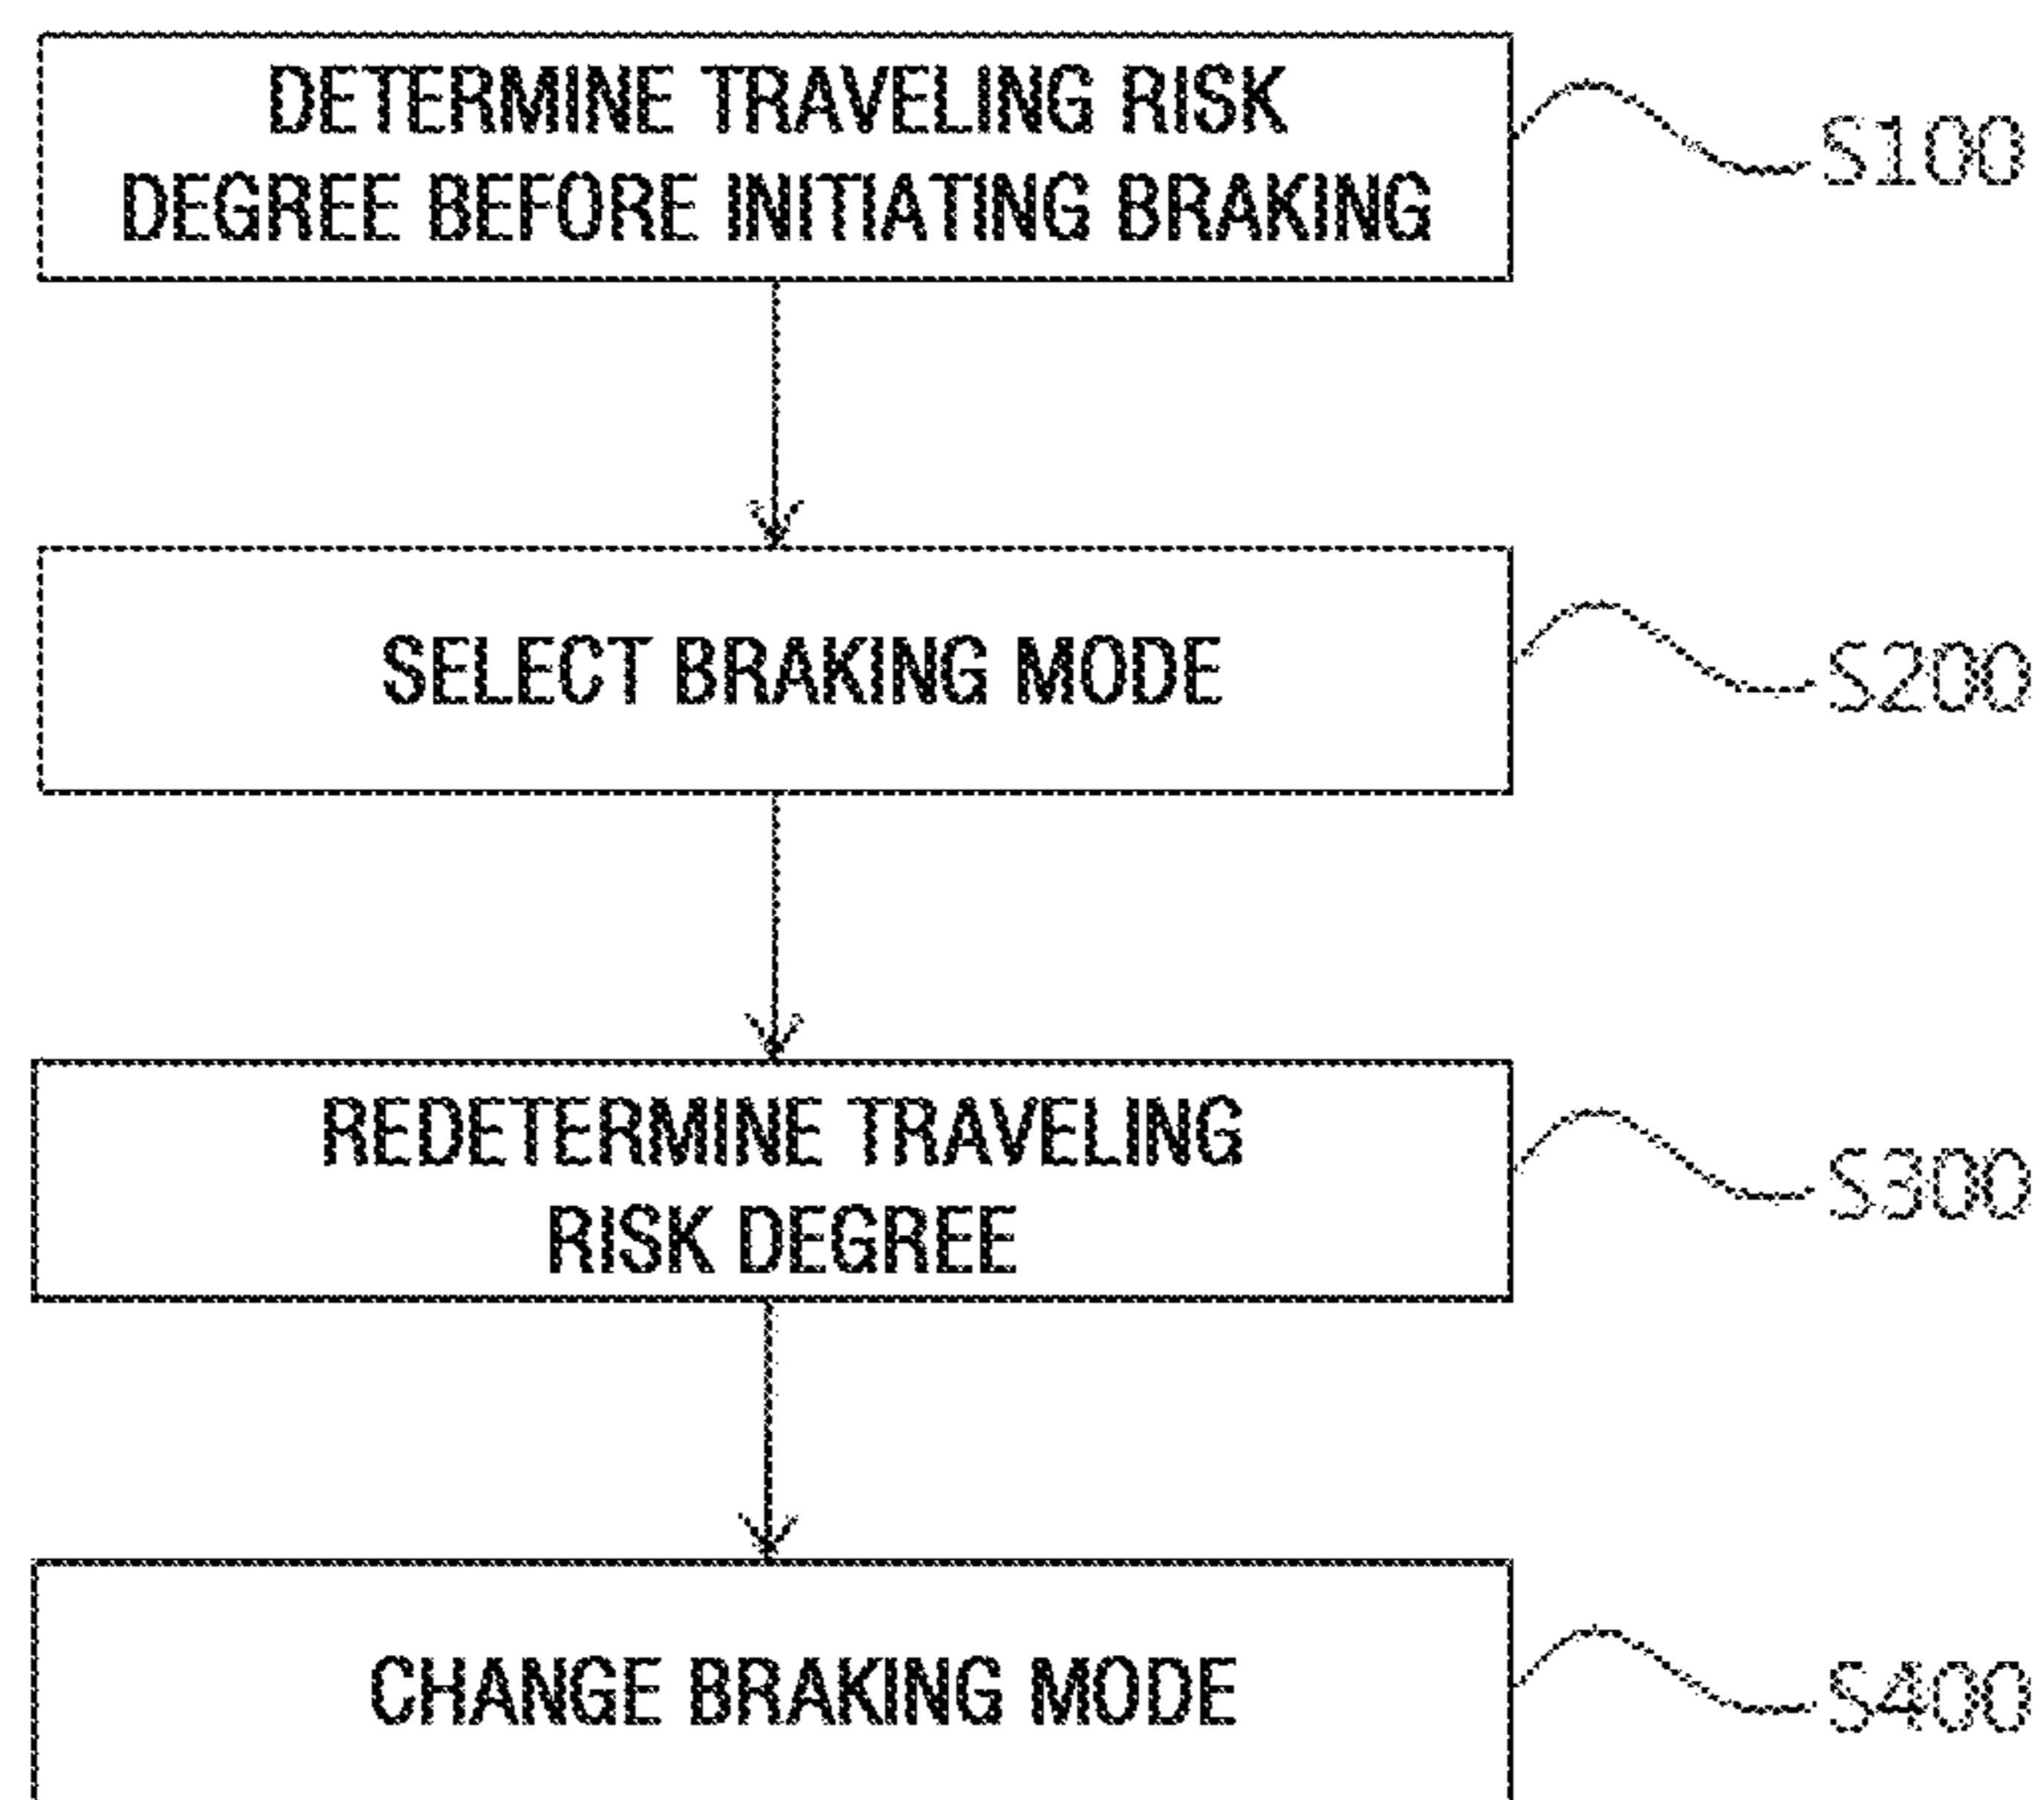 DETERMINE TRAVELING RISK
DEGREE BEFORE INITIATING BRAKING
S100
SELECT BRAKING MODE
S200
REDETERMINE TRAVELING
RISK DEGREE
S300
CHANGE BRAKING MODE
S400